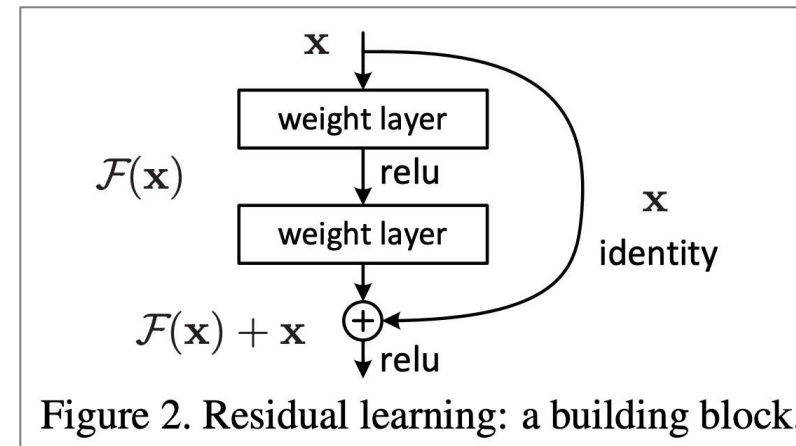 x
weight layer
relu
F(x)
weight layer
x
identity
F(x) + x
relu
Figure 2. Residual learning: a building block.